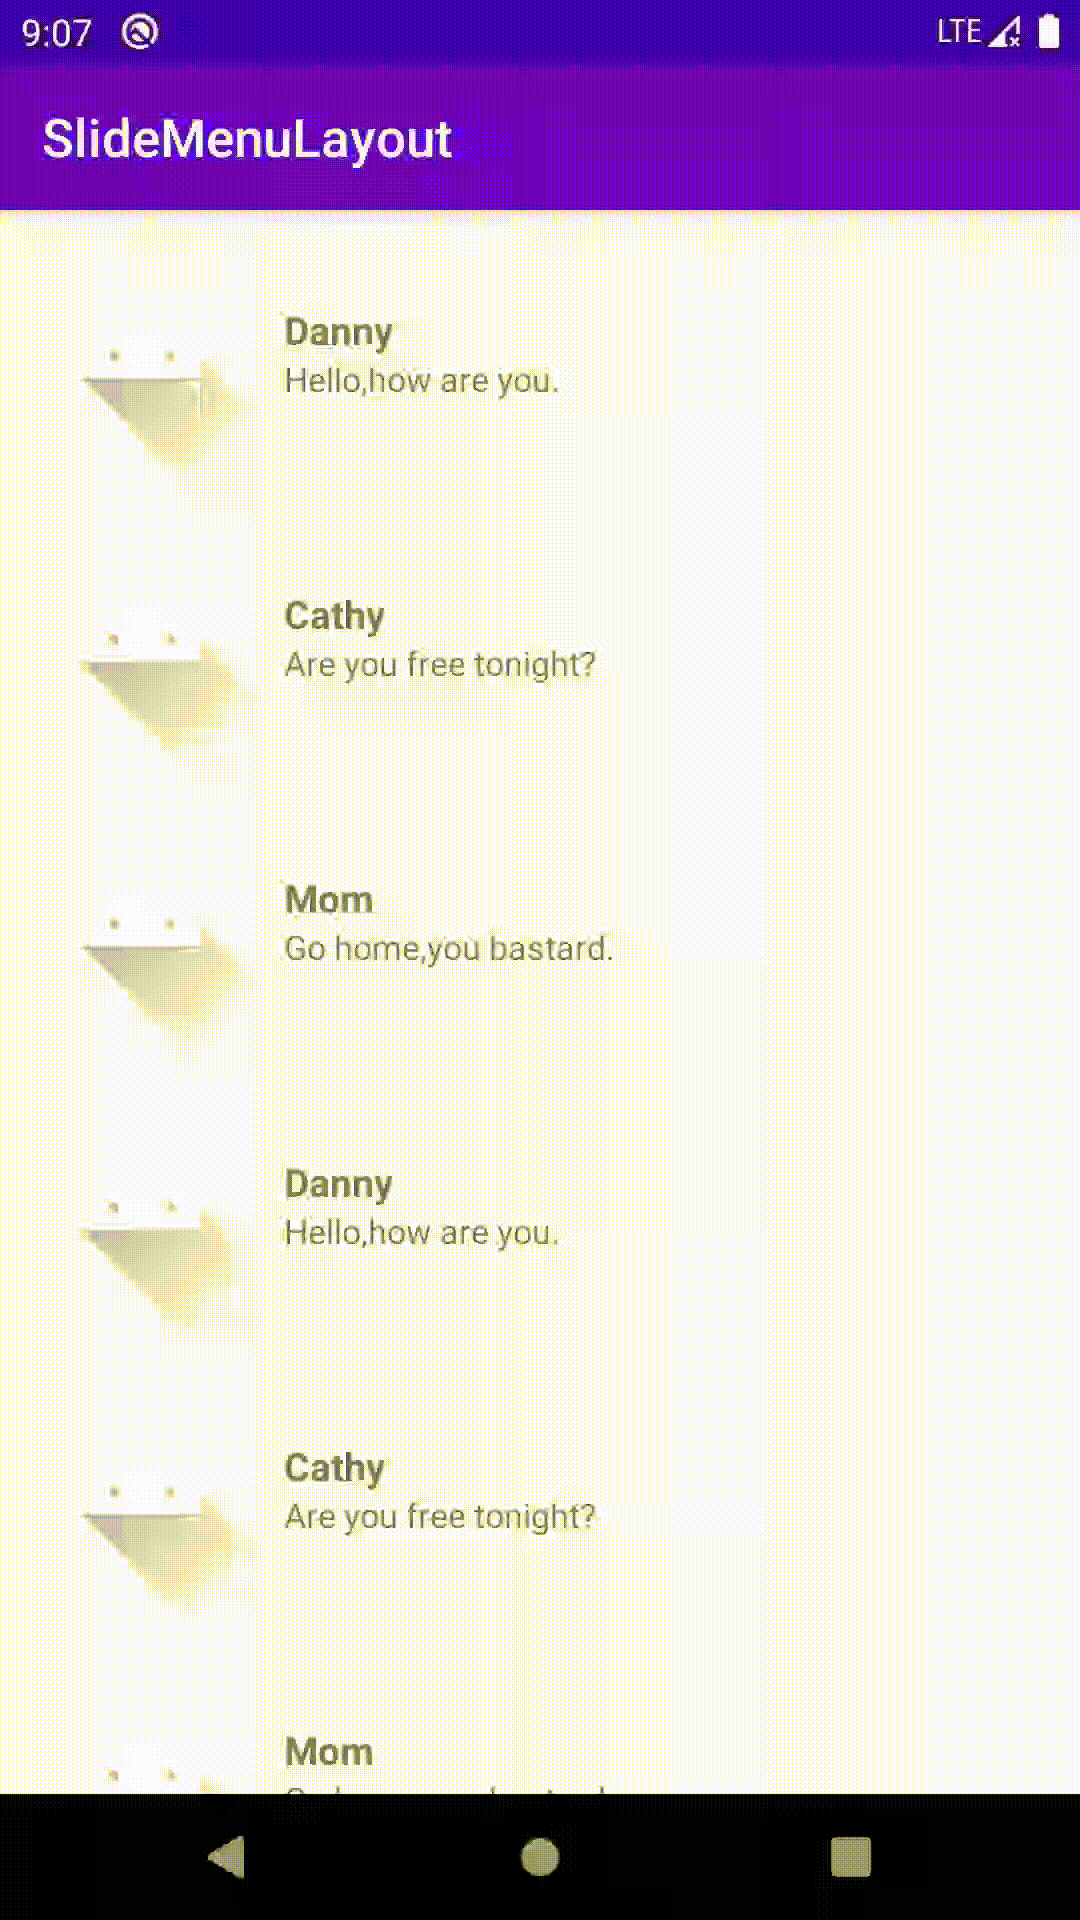 9:07 LTE
SlideMenuLayout
Danny
Hello,how are you.
Cathy
Are you free tonight?
Mom
Go home,you bastard.
Danny
Hello,how are you.
Cathy
Are you free tonight?
Mom